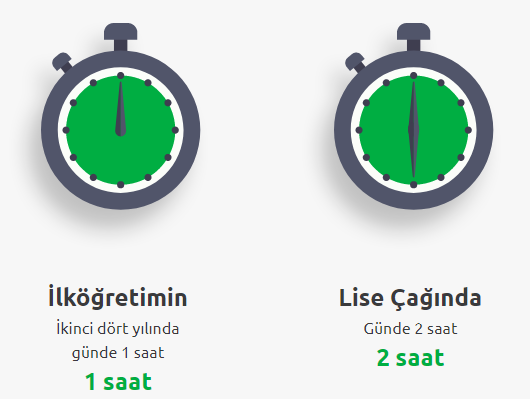 İlköğretimin
İkinci dört yılında
günde 1 saat
1 saat
Lise Çağında
Günde 2 saat
2 saat